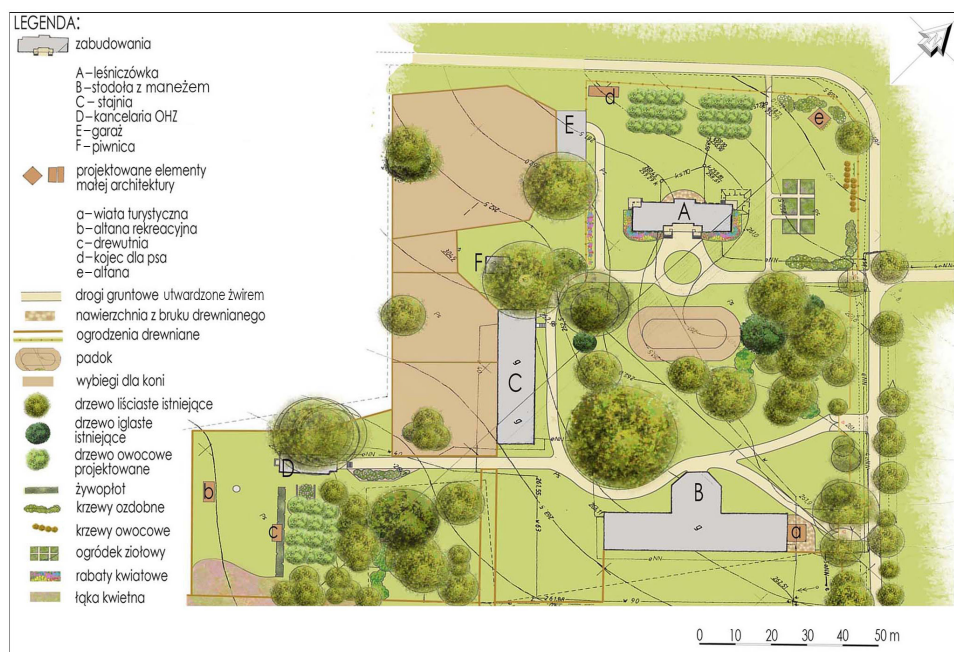 LEGENDA:
zabudowania
A – leśniczówka
B – stodoła z maneżem
C – stajnia
D – kancelaria OHZ
E – garaż
F – piwnica
projektowane elementy
małej architektury
a – wiata turystyczna
b – altana rekreacyjna
c – drewutnia
d – kojec dla psa
e – altana
drogi gruntowe utwardzone żwirem
nawierzchnia z bruku drewnianego
ogrodzenia drewniane
padok
wybiegi dla koni
drzewo liściaste istniejące
drzewo iglaste
istniejące
drzewo owocowe
projektowane
żywopłot
krzewy ozdobne
krzewy owocowe
ogródek ziołowy
rabaty kwiatowe
łąka kwietna
d
E
e
A
F
C
g
g
D
b
c
B
g
a
0 10 20 30 40 50 m